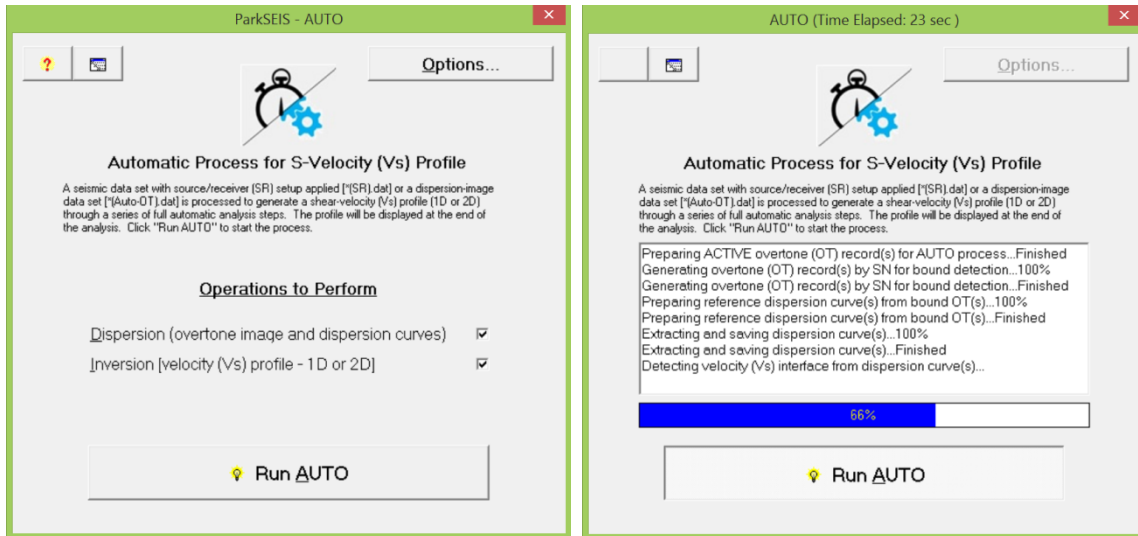 ParkSEIS - AUTO
x
?
Options...
Automatic Process for S-Velocity (Vs) Profile
A seismic data set with source/receiver (SR) setup applied [*(SR).dat] or a dispersion-image
data set [*(Auto-OT).dat] is processed to generate a shear-velocity (Vs) profile (1D or 2D)
through a series of full automatic analysis steps. The profile will be displayed at the end of
the analysis. Click "Run AUTO" to start the process.
Operations to Perform
Dispersion (overtone image and dispersion curves)
Inversion [velocity (Vs) profile - 1D or 2D]
Run AUTO
AUTO (Time Elapsed: 23 sec )
x
Options...
Automatic Process for S-Velocity (Vs) Profile
A seismic data set with source/receiver (SR) setup applied [*(SR).dat] or a dispersion-image
data set [*(Auto-OT).dat] is processed to generate a shear-velocity (Vs) profile (1D or 2D)
through a series of full automatic analysis steps. The profile will be displayed at the end of
the analysis. Click "Run AUTO" to start the process.
Preparing ACTIVE overtone (OT) record(s) for AUTO process...Finished
Generating overtone (OT) record(s) by SN for bound detection...100%
Generating overtone (OT) record(s) by SN for bound detection...Finished
Preparing reference dispersion curve(s) from bound OT(s)...100%
Preparing reference dispersion curve(s) from bound OT(s)...Finished
Extracting and saving dispersion curve(s)...100%
Extracting and saving dispersion curve(s)...Finished
Detecting velocity (Vs) interface from dispersion curve(s)...
66%
Run AUTO